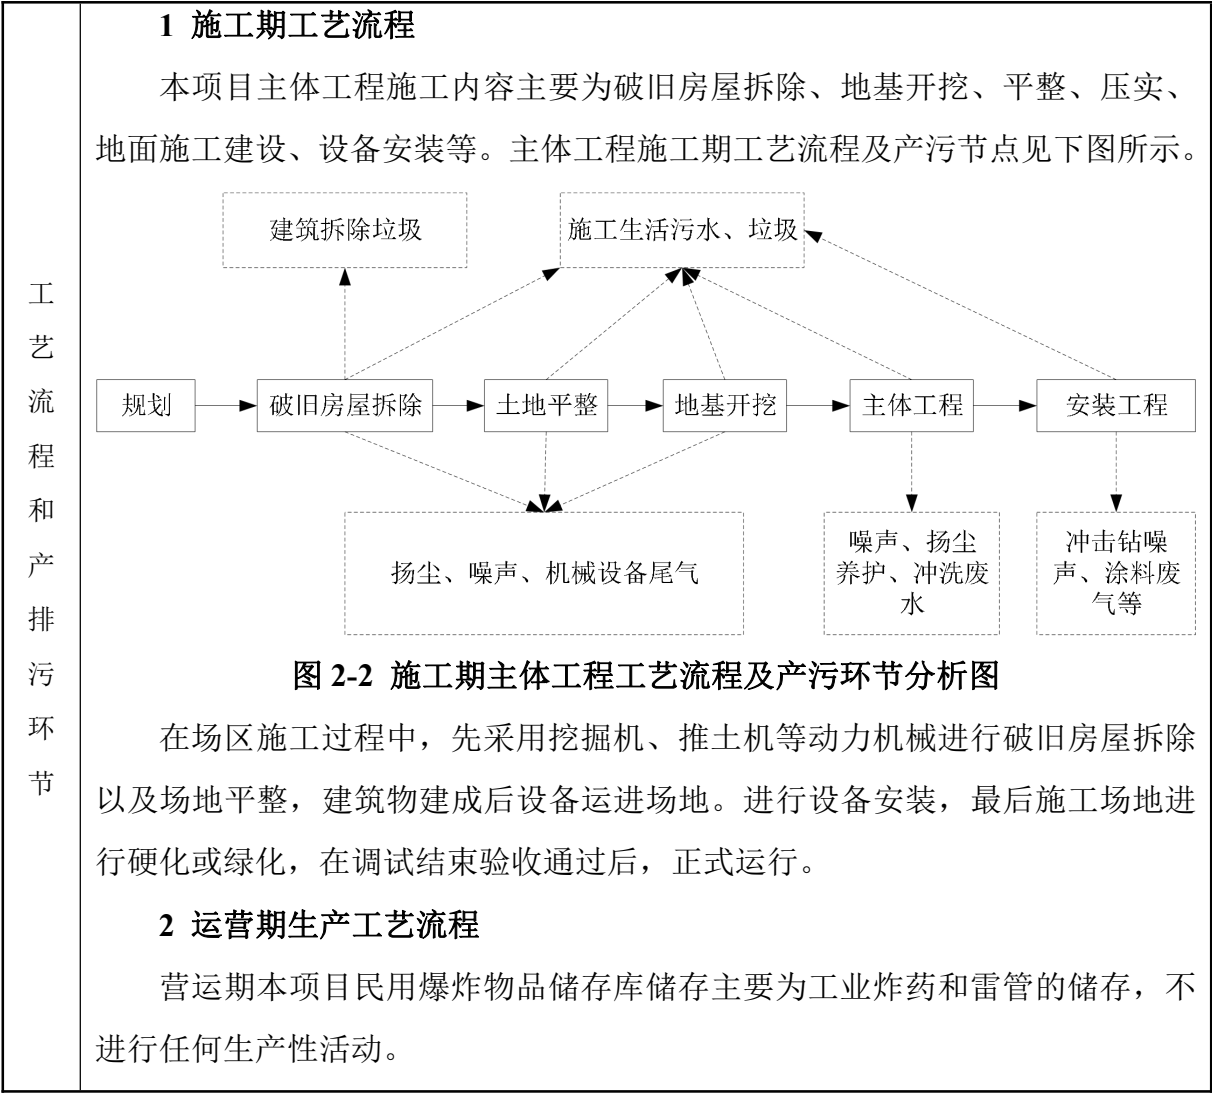 工
艺
流
程
和
产
排
污
环
节
1 施工期工艺流程
本项目主体工程施工内容主要为破旧房屋拆除、地基开挖、平整、压实、
地面施工建设、设备安装等。主体工程施工期工艺流程及产污节点见下图所示。
建筑拆除垃圾
施工生活污水、垃圾
规划
破旧房屋拆除
土地平整
地基开挖
主体工程
安装工程
扬尘、噪声、机械设备尾气
噪声、扬尘
养护、冲洗废
水
冲击钻噪
声、涂料废
气等
图 2-2 施工期主体工程工艺流程及产污环节分析图
在场区施工过程中，先采用挖掘机、推土机等动力机械进行破旧房屋拆除
以及场地平整，建筑物建成后设备运进场地。进行设备安装，最后施工场地进
行硬化或绿化，在调试结束验收通过后，正式运行。
2 运营期生产工艺流程
营运期本项目民用爆炸物品储存库储存主要为工业炸药和雷管的储存，不
进行任何生产性活动。